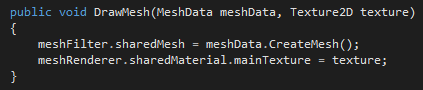 public void DrawMesh(MeshData meshData, Texture2D texture)
{
meshFilter.sharedMesh = meshData.CreateMesh();
meshRenderer.sharedMaterial.mainTexture = texture;
}